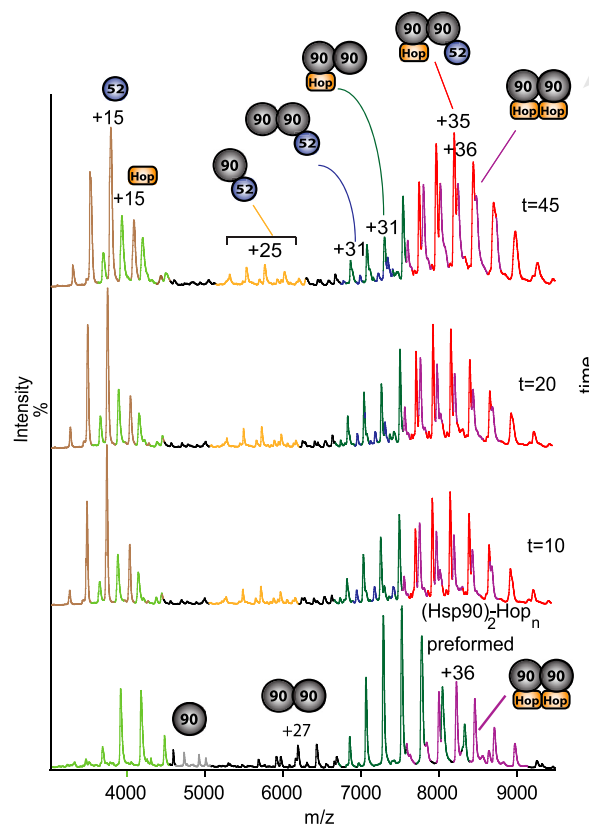 90 90
Hop 52
90 90
Hop
52
+15
90 90
52
90 90
Hop Hop
+35
+36
Hop
+15
90
52
+31
+31
+25
t=45
Intensity
%
time
t=20
t=10
(Hsp90)2-Hopn
preformed
+36
90
90 90
+27
90 90
Hop Hop
4000 5000 6000 7000 8000 9000
m/z